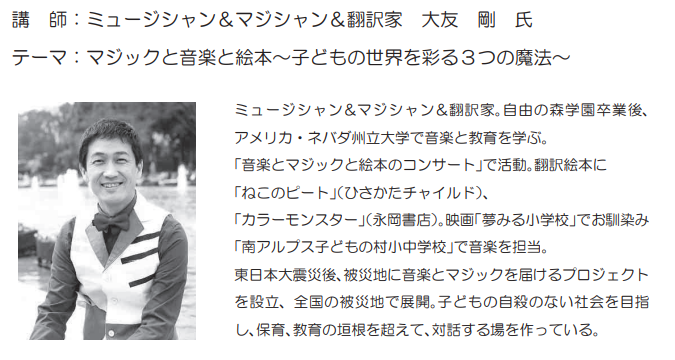 講　師：ミュージシャン＆マジシャン＆翻訳家　大友　剛　氏
テーマ：マジックと音楽と絵本～子どもの世界を彩る３つの魔法～
ミュージシャン＆マジシャン＆翻訳家。自由の森学園卒業後、
アメリカ・ネバダ州立大学で音楽と教育を学ぶ。
「音楽とマジックと絵本のコンサート」で活動。翻訳絵本に
「ねこのピート」（ひさかたチャイルド）、
「カラーモンスター」（永岡書店）。映画「夢みる小学校」でお馴染み
「南アルプス子どもの村小中学校」で音楽を担当。
東日本大震災後、被災地に音楽とマジックを届けるプロジェクト
を設立、全国の被災地で展開。子どもの自殺のない社会を目指
し、保育、教育の垣根を超えて、対話する場を作っている。